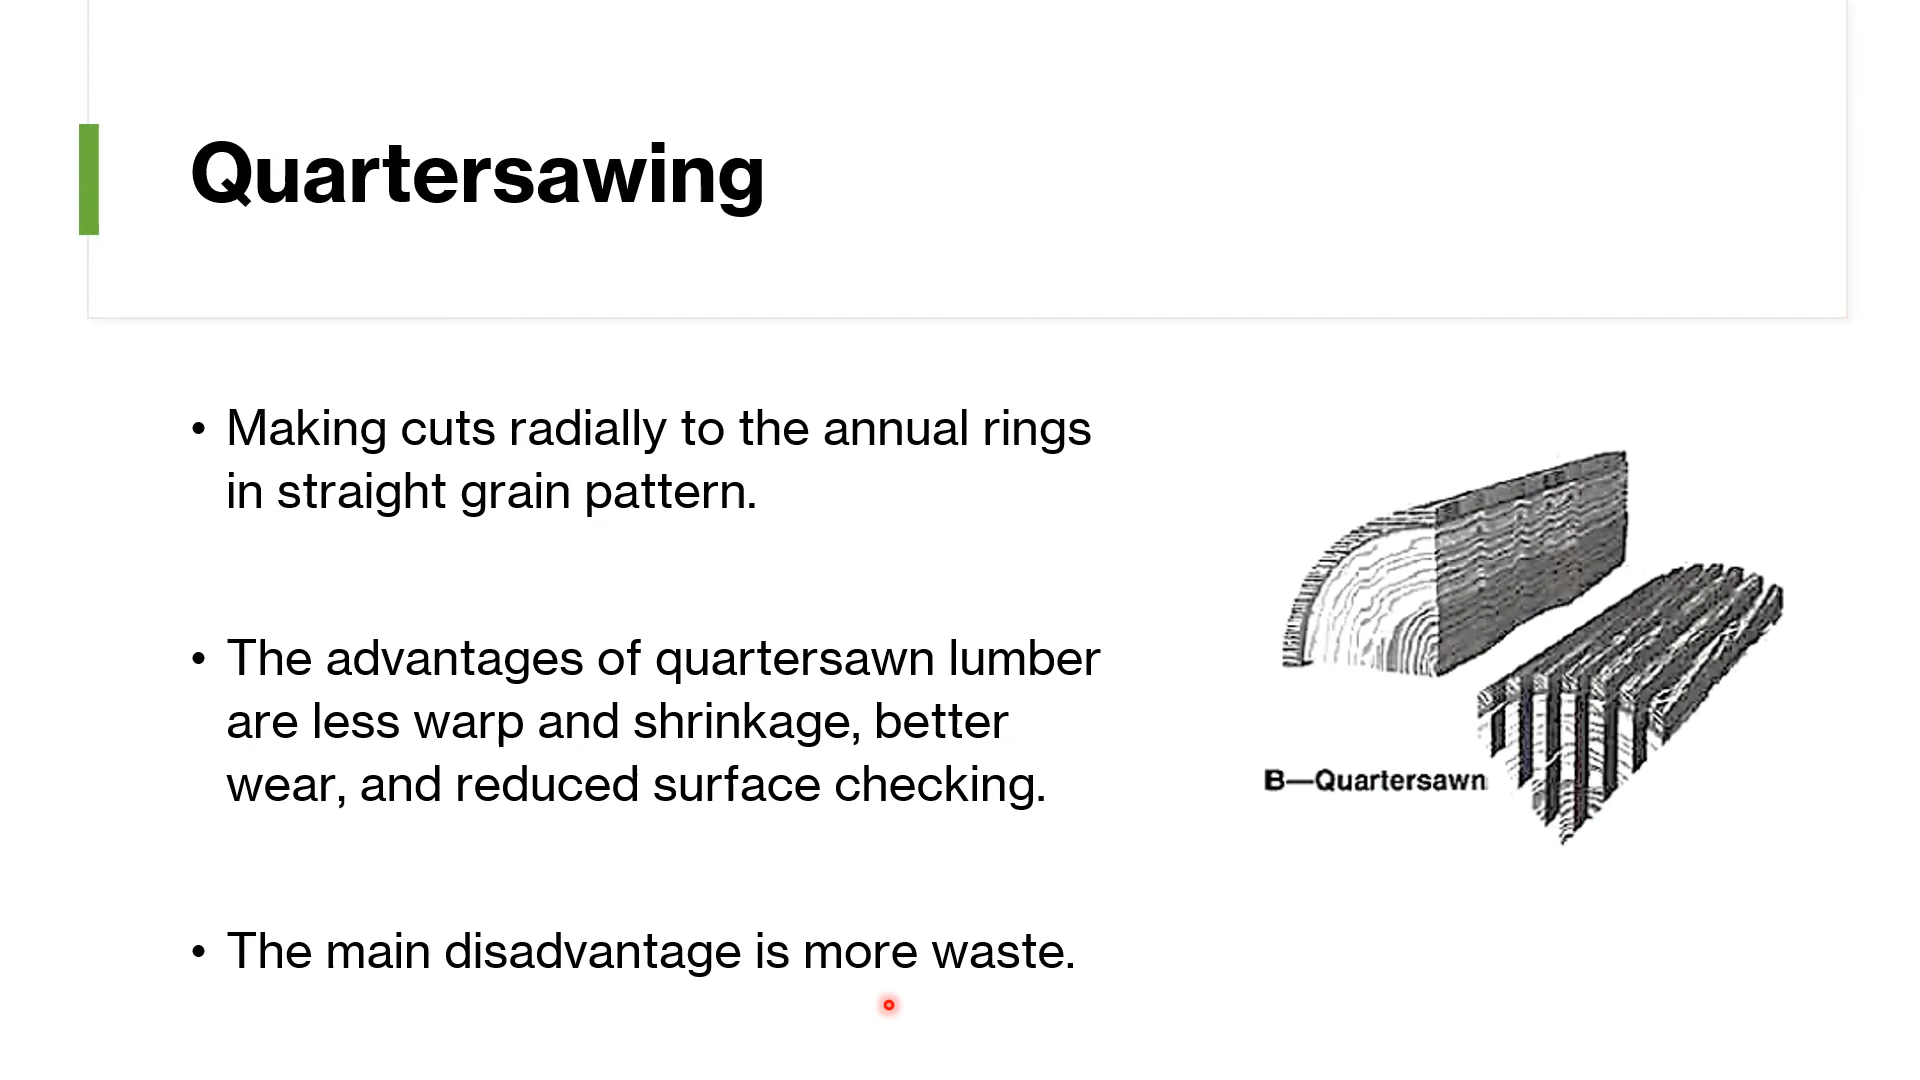 Quartersawing
• Making cuts radially to the annual rings
in straight grain pattern.
• The advantages of quartersawn lumber
are less warp and shrinkage, better
wear, and reduced surface checking.
• The main disadvantage is more waste.
B—Quartersawn